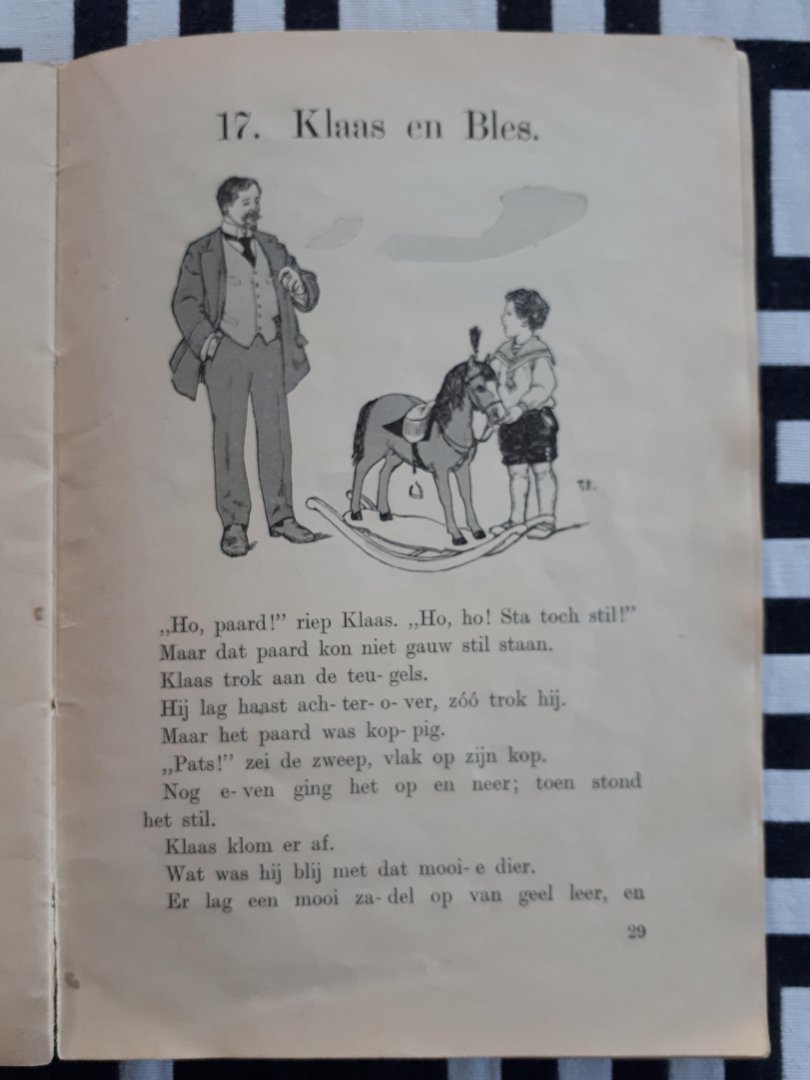 17. Klaas en Bles.
„Ho, paard!” riep Klaas. „Ho, ho! Sta toch stil!”
Maar dat paard kon niet gauw stil staan.
Klaas trok aan de teu- gels.
Hij lag haast ach- ter- o- ver, zóó trok hij.
Maar het paard was kop- pig.
„Pats!” zei de zweep, vlak op zijn kop.
Nog e- ven ging het op en neer; toen stond
het stil.
Klaas klom er af.
Wat was hij blij met dat mooi- e dier.
Er lag een mooi za- del op van geel leer, en
29